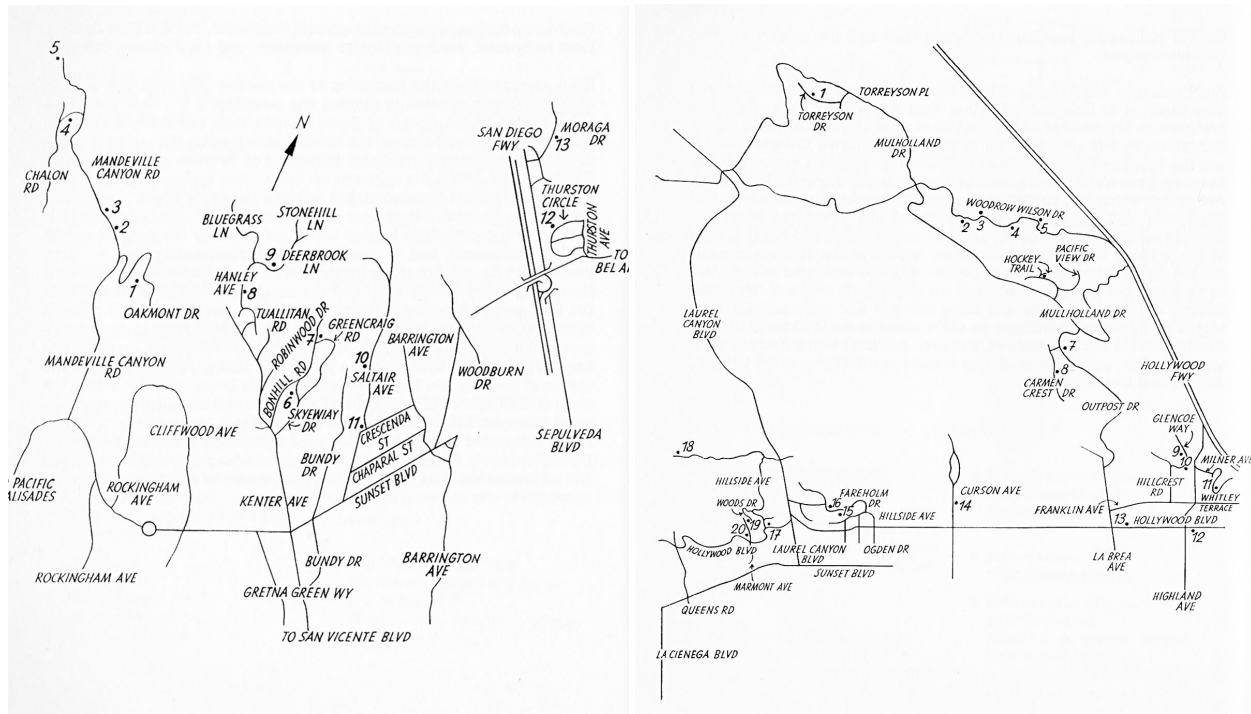 5
N
SAN DIEGO
FWY
MORAGA
DR
13
4
CHALON
RD
MANDEVILLE
CANYON RD
THURSTON
CIRCLE
12
THURSTON
AVE
TO
3
2
BLUEGRASS
LN
STONEHILL
LN
9
DEERBROOK
LN
HANLEY
AVE
8
1
OAKMONT DR
TUALLITAN
RD
ROBINWOOD DR
7
GREENCRAIG
RD
BARRINGTON
AVE
MANDEVILLE CANYON
RD
BONHILL RD
10
SALTAIR
AVE
WOODBURN
DR
6
SKYEWAY
DR
11
CRESCENDA
ST
CLIFFWOOD AVE
SEPULVEDA
BLVD
BUNDY
DR
CHAPARAL ST
SUNSET BLVD
PACIFIC
ALISADES
ROCKINGHAM
AVE
KENTER AVE
ROCKINGHAM AVE
BUNDY DR
BARRINGTON
AVE
GRETNA GREEN WY
TO SAN VICENTE BLVD
1
TORREYSON PL
TORREYSON
DR
MULHOLLAND
DR
WOODROW WILSON DR
2
3
4
5
PACIFIC
VIEW DR
HOCKEY
TRAIL
LAUREL
CANYON
BLVD
MULHOLLAND DR
7
8
CARMEN
CREST DR
HOLLYWOOD
FWY
OUTPOST DR
GLENCOE
WAY
18
9
10
MILNER AVE
HILLSIDE AVE
HILLCREST
RD
11
WOODS DR
16
FAREHOLM
DR
CURSON AVE
14
FRANKLIN AVE
WHITLEY
TERRACE
15
HILLSIDE AVE
13
HOLLYWOOD BLVD
20
19
17
12
HOLLYWOOD BLVD
LAUREL CANYON
BLVD
OGDEN DR
LA BREA
AVE
SUNSET BLVD
MARMONT AVE
HIGHLAND
AVE
QUEENS RD
LA CIENEGA BLVD